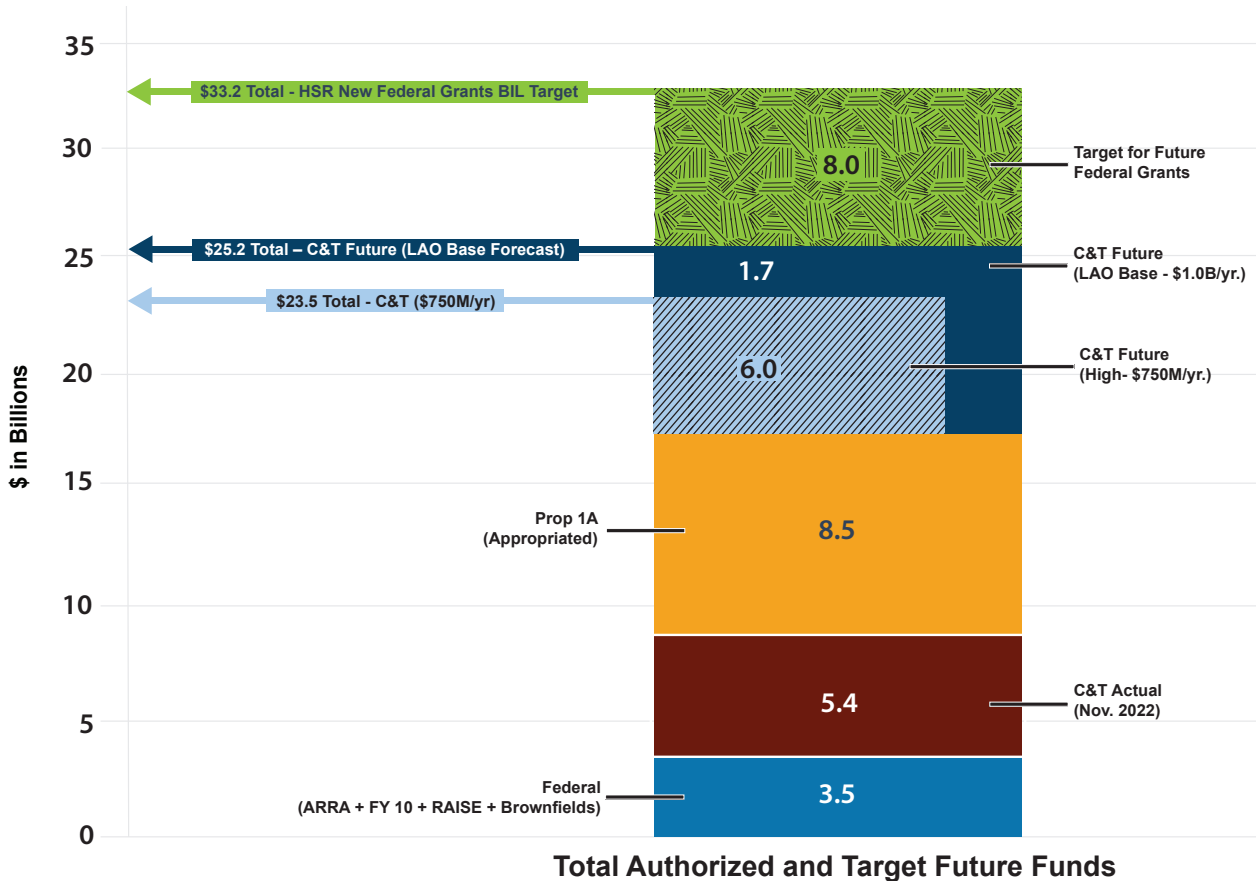 35
$33.2 Total - HSR New Federal Grants BIL Target
30
8.0
Target for Future
Federal Grants
$25.2 Total – C&T Future (LAO Base Forecast)
25
1.7
C&T Future
(LAO Base - $1.0B/yr.)
$23.5 Total - C&T ($750M/yr)
20
6.0
C&T Future
(High- $750M/yr.)
$ in Billions
15
Prop 1A
(Appropriated)
8.5
10
5.4
C&T Actual
(Nov. 2022)
5
Federal
(ARRA + FY 10 + RAISE + Brownfields)
3.5
0
Total Authorized and Target Future Funds